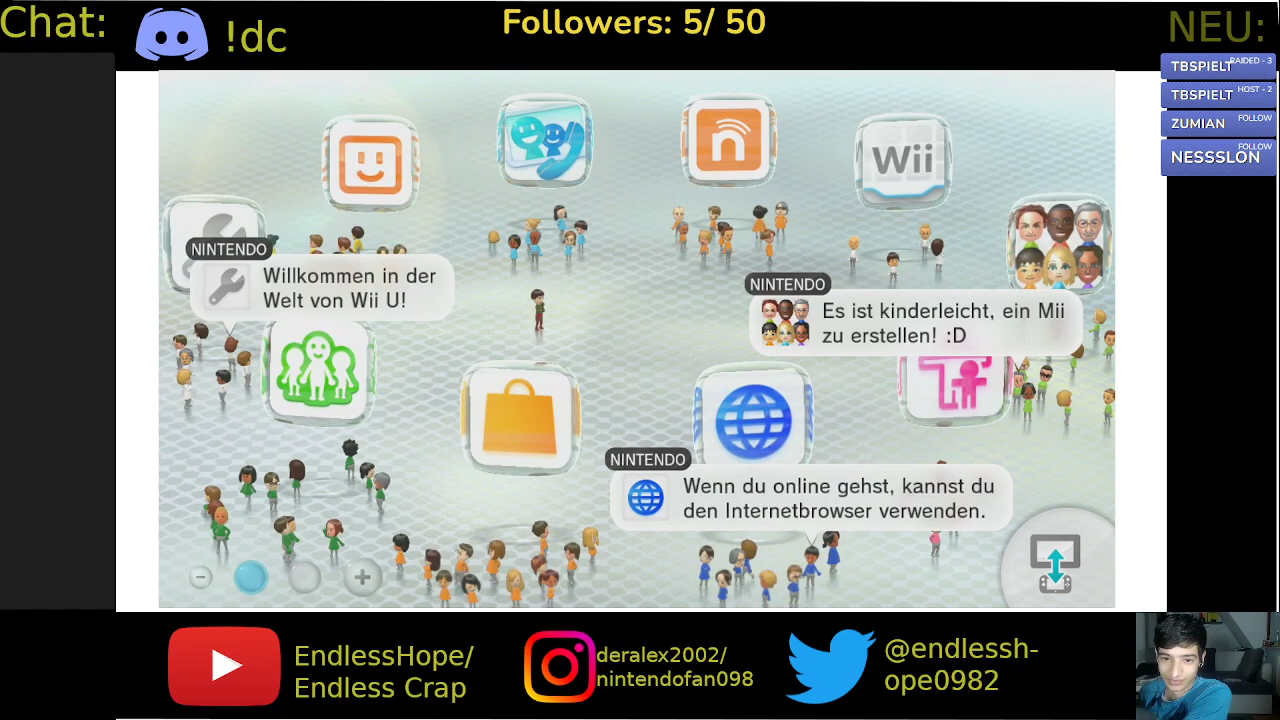 Chat:
!dc
Followers: 5/ 50
NEU:
RAIDED - 3
TBSPIELT
HOST - 2
TBSPIELT
FOLLOW
ZUMIAN
FOLLOW
NESSSLON
Wii
NINTENDO
Willkommen in der
Welt von Wii U!
NINTENDO
Es ist kinderleicht, ein Mii
zu erstellen! :D
NINTENDO
Wenn du online gehst, kannst du
den Internetbrowser verwenden.
EndlessHope/
Endless Crap
deralex2002/
nintendofan098
@endlessh-
ope0982